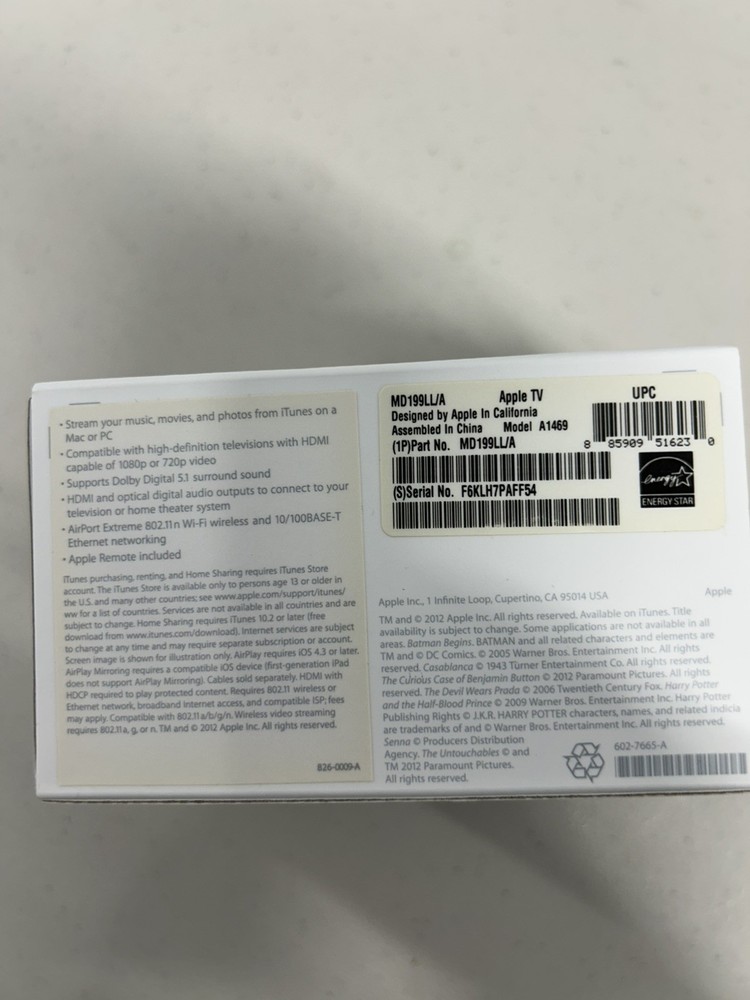 • Stream your music, movies, and photos from iTunes on a
Mac or PC
• Compatible with high-definition televisions with HDMI
capable of 1080p or 720p video
• Supports Dolby Digital 5.1 surround sound
• HDMI and optical digital audio outputs to connect to your
television or home theater system
• AirPort Extreme 802.11n Wi-Fi wireless and 10/100BASE-T
Ethernet networking
• Apple Remote included
iTunes purchasing, renting, and Home Sharing requires iTunes Store
account. The iTunes Store is available only to persons age 13 or older in
the U.S. and many other countries; see www.apple.com/support/itunes/
ww for a list of countries. Services are not available in all countries and are
subject to change. Home Sharing requires iTunes 10.2 or later (free
download from www.itunes.com/download). Internet services are subject
to change at any time and may require separate subscription or account.
Screen image is shown for illustration only. AirPlay requires iOS 4.3 or later.
AirPlay Mirroring requires a compatible iOS device (first-generation iPad
does not support AirPlay Mirroring). Cables sold separately. HDMI with
HDCP required to play protected content. Requires 802.11 wireless or
Ethernet network, broadband Internet access, and compatible ISP; fees
may apply. Compatible with 802.11a/b/g/n. Wireless video streaming
requires 802.11a, g, or n. TM and © 2012 Apple Inc. All rights reserved.
826-0009-A
MD199LL/A Apple TV UPC
Designed by Apple In California
Assembled In China Model A1469
(1P)Part No. MD199LL/A
8 85909 51623 0
(S)Serial No. F6KLH7PAFF54
energy
ENERGY STAR
Apple Inc., 1 Infinite Loop, Cupertino, CA 95014 USA Apple
TM and © 2012 Apple Inc. All rights reserved. Available on iTunes. Title
availability is subject to change. Some applications are not available in all
areas. Batman Begins. BATMAN and all related characters and elements are
TM and © DC Comics. © 2005 Warner Bros. Entertainment Inc. All rights
reserved. Casablanca © 1943 Turner Entertainment Co. All rights reserved.
The Curious Case of Benjamin Button © 2012 Paramount Pictures. All rights
reserved. The Devil Wears Prada © 2006 Twentieth Century Fox. Harry Potter
and the Half-Blood Prince © 2009 Warner Bros. Entertainment Inc. Harry Potter
Publishing Rights © J.K.R. HARRY POTTER characters, names, and related indicia
are trademarks of and © Warner Bros. Entertainment Inc. All rights reserved.
Senna © Producers Distribution
Agency. The Untouchables © and
TM 2012 Paramount Pictures.
All rights reserved.
602-7665-A